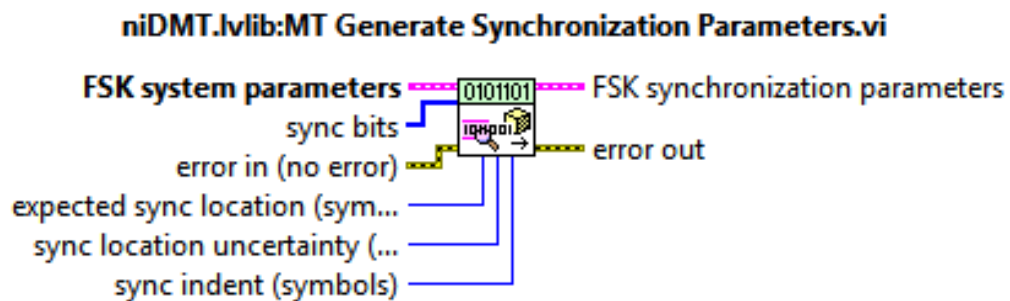 niDMT.lvlib:MT Generate Synchronization Parameters.vi
FSK system parameters
0101101
FSK synchronization parameters
sync bits
error in (no error)
error out
expected sync location (sym...
sync location uncertainty (...
sync indent (symbols)